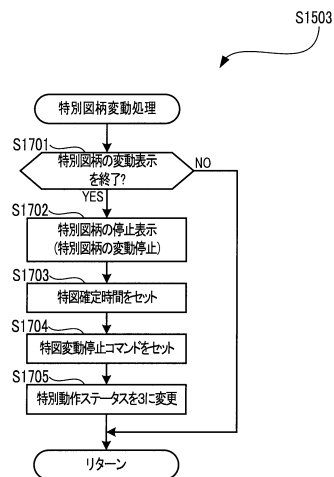 S1503
特別図柄変動処理
S1701
特別図柄の変動表示
を終了?
NO
YES
S1702
特別図柄の停止表示
(特別図柄の変動停止)
S1703
特図確定時間をセット
S1704
特図変動停止コマンドをセット
S1705
特別動作ステータスを3に変更
リターン